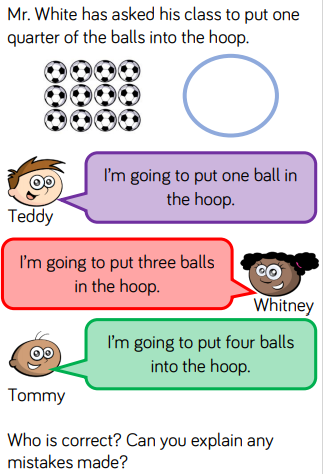 Mr. White has asked his class to put one
quarter of the balls into the hoop.
I'm going to put one ball in
the hoop.
Teddy
I'm going to put three balls
in the hoop.
Whitney
I'm going to put four balls
into the hoop.
Tommy
Who is correct? Can you explain any
mistakes made?